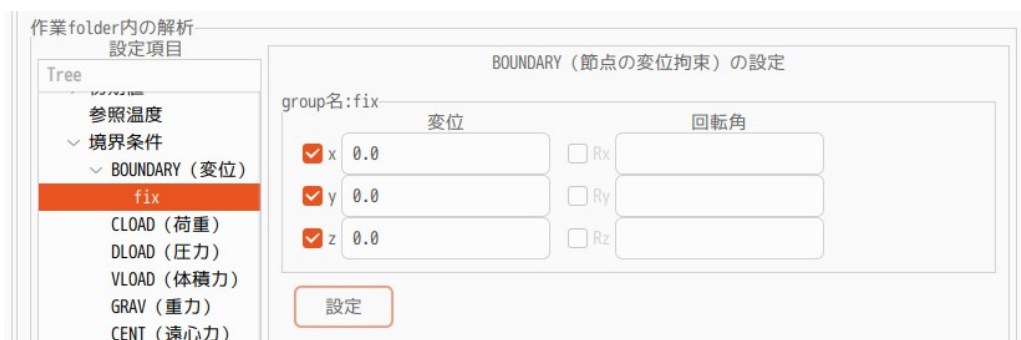 作業folder内の解析
設定項目
Tree
参照温度
境界条件
BOUNDARY (変位)
fix
CLOAD (荷重)
DLOAD (圧力)
VLOAD (体積力)
GRAV (重力)
CENT (遠心力)
BOUNDARY (節点の変位拘束) の設定
group名:fix
変位 回転角
x 0.0 Rx
y 0.0 Ry
z 0.0 Rz
設定